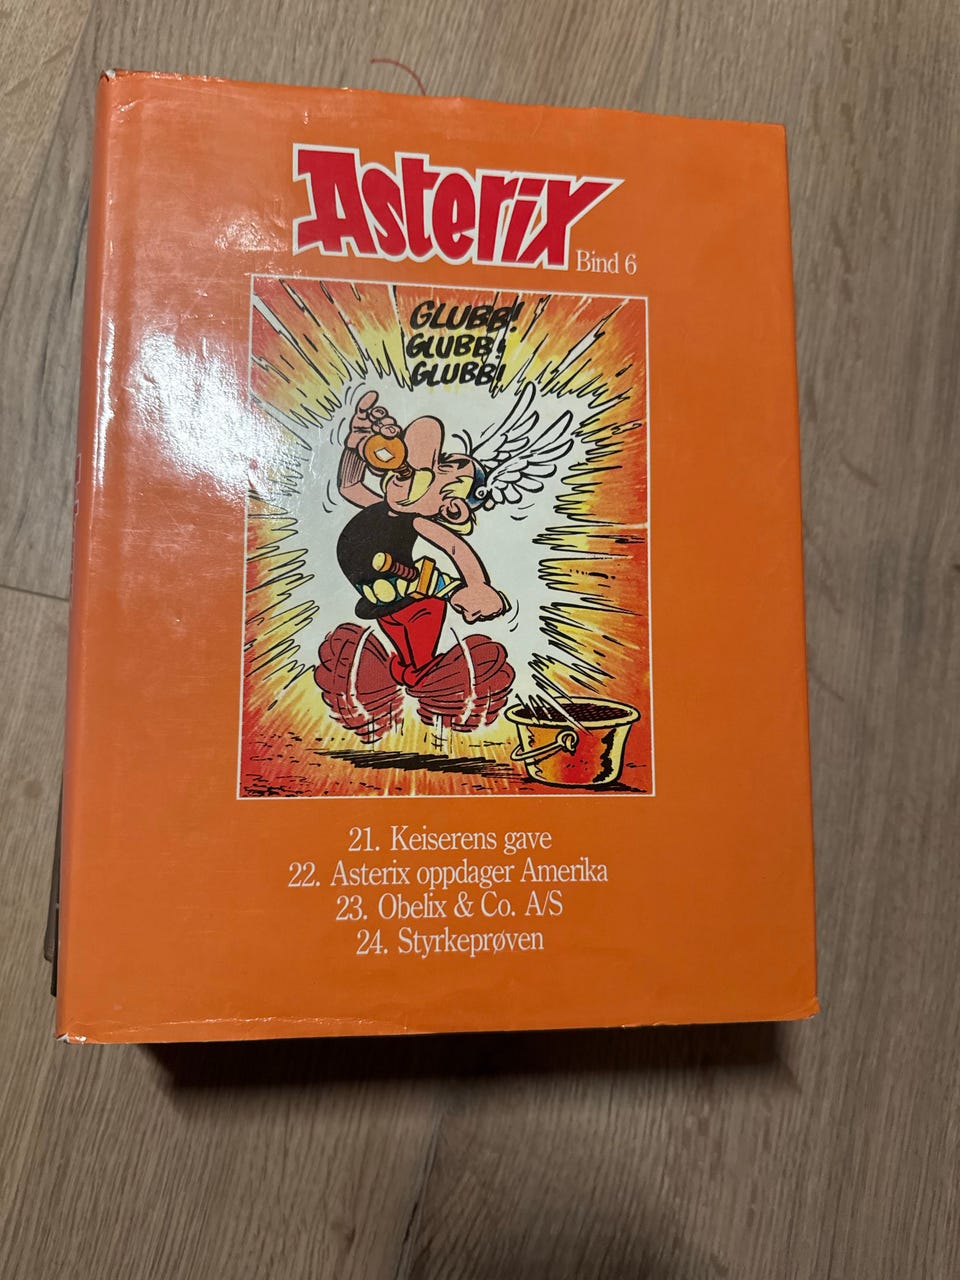 Asterix
Bind 6
GLUBB!
GLUBB!
GLUBB!
21. Keiserens gave
22. Asterix oppdager Amerika
23. Obelix & Co. A/S
24. Styrkeprøven